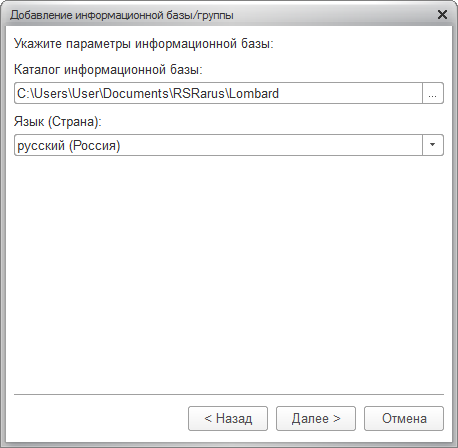 Добавление информационной базы/группы
Укажите параметры информационной базы:
Каталог информационной базы:
C:\Users\User\Documents\RSRarus\Lombard
...
Язык (Страна):
русский (Россия)
< Назад
Далее >
Отмена